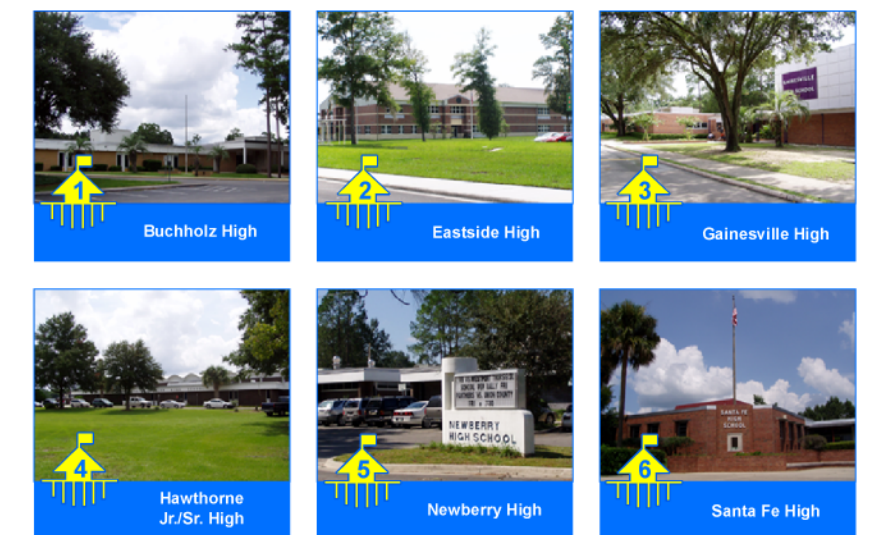 1
Buchholz High
2
Eastside High
GAINESVILLE
SCHOOL
3
Gainesville High
4
Hawthorne
Jr./Sr. High
NEWBERRY
HIGH SCHOOL
5
Newberry High
SANTA FE
HIGH
SCHOOL
6
Santa Fe High